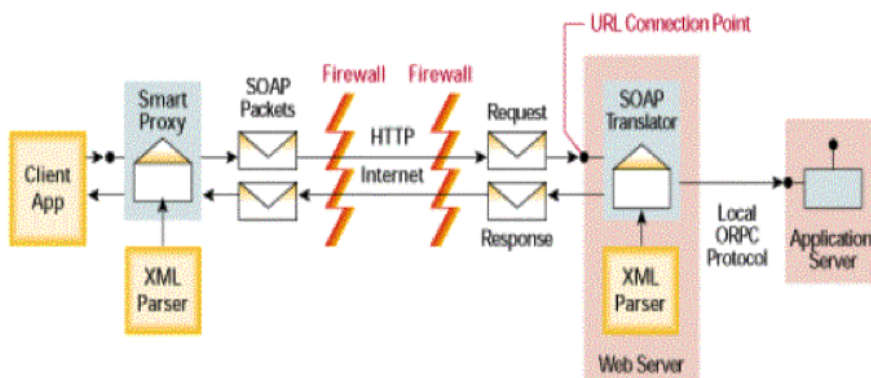 URL Connection Point
Firewall
Firewall
Smart
Proxy
SOAP
Packets
HTTP
Request
SOAP
Translator
Client
App
Internet
Response
Local
ORPC
Protocol
Application
Server
XML
Parser
XML
Parser
Web Server